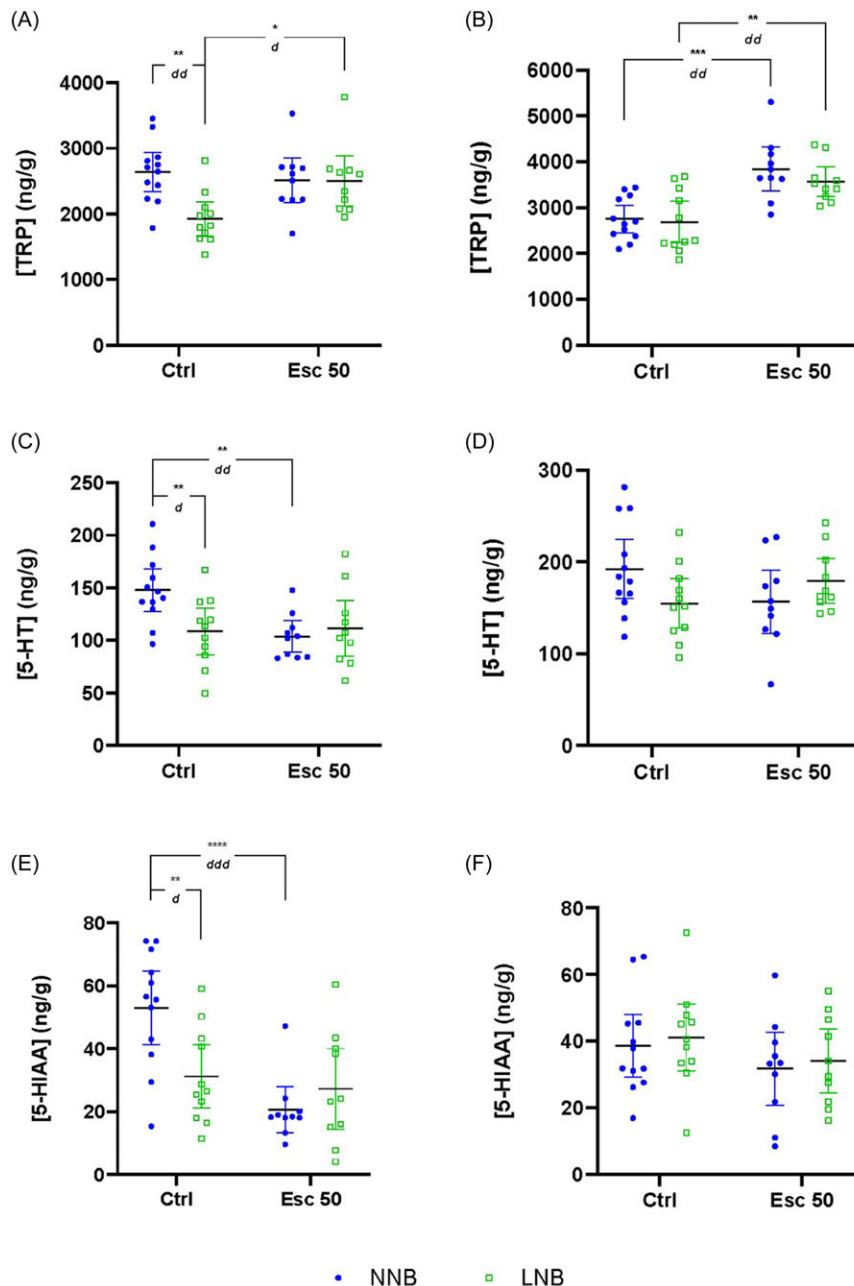 (A)
**
dd
*
d
[TRP] (ng/g)
4000
3000
2000
1000
0
Ctrl
Esc 50
(B)
***
dd
**
dd
[TRP] (ng/g)
6000
5000
4000
3000
2000
1000
0
Ctrl
Esc 50
(C)
**
dd
**
d
[5-HT] (ng/g)
250
200
150
100
50
0
Ctrl
Esc 50
(D)
[5-HT] (ng/g)
300
200
100
0
Ctrl
Esc 50
(E)
****
ddd
**
d
[5-HIAA] (ng/g)
80
60
40
20
0
Ctrl
Esc 50
(F)
[5-HIAA] (ng/g)
80
60
40
20
0
Ctrl
Esc 50
NNB
LNB